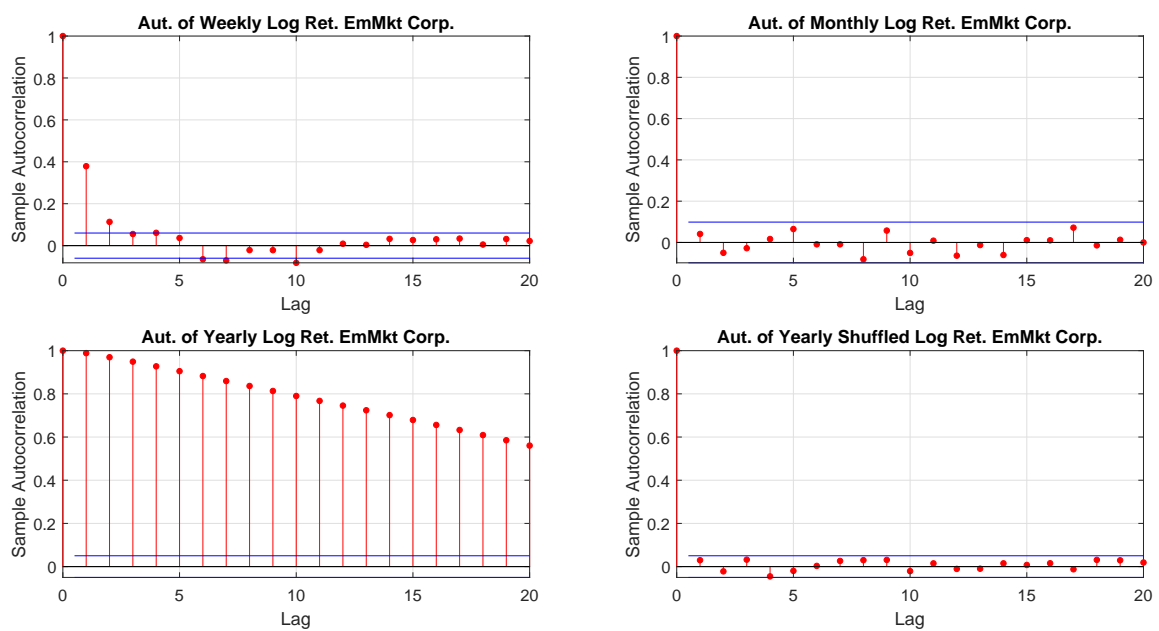 Aut. of Weekly Log Ret. EmMkt Corp.
1
0.8
0.6
0.4
0.2
0
Sample Autocorrelation
0 5 10 15 20
Lag
Aut. of Monthly Log Ret. EmMkt Corp.
1
0.8
0.6
0.4
0.2
0
Sample Autocorrelation
0 5 10 15 20
Lag
Aut. of Yearly Log Ret. EmMkt Corp.
1
0.8
0.6
0.4
0.2
0
Sample Autocorrelation
0 5 10 15 20
Lag
Aut. of Yearly Shuffled Log Ret. EmMkt Corp.
1
0.8
0.6
0.4
0.2
0
Sample Autocorrelation
0 5 10 15 20
Lag